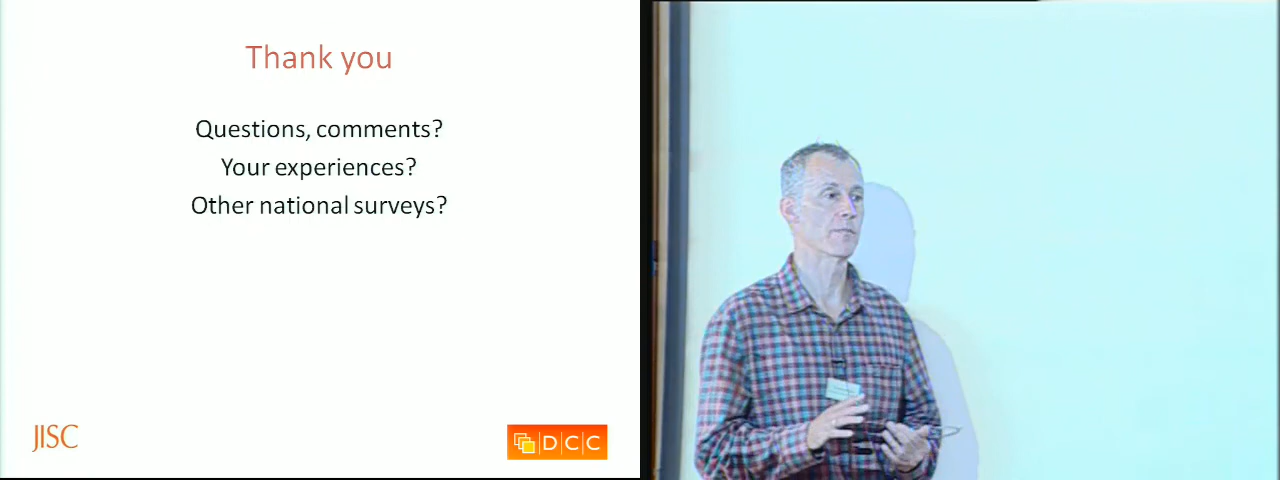 Thank you
Questions, comments?
Your experiences?
Other national surveys?
JISC
DCC